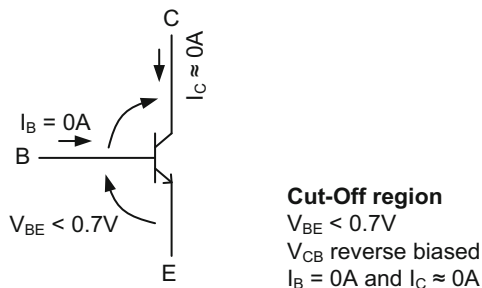 C
I_C ≈ 0A
I_B = 0A
B
V_BE < 0.7V
E
Cut-Off region
V_BE < 0.7V
V_CB reverse biased
I_B = 0A and I_C ≈ 0A